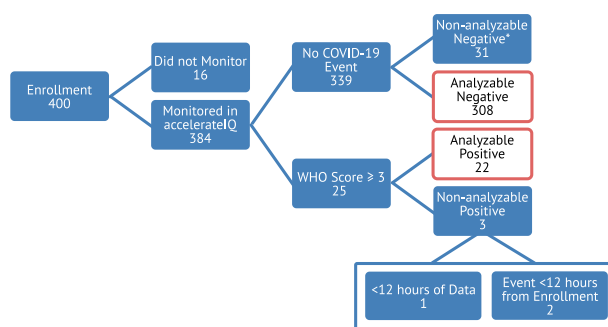 Enrollment
400
Did not Monitor
16
Monitored in
accelerateIQ
384
No COVID-19
Event
339
WHO Score ≥ 3
25
Non-analyzable
Negative*
31
Analyzable
Negative
308
Analyzable
Positive
22
Non-analyzable
Positive
3
<12 hours of Data
1
Event <12 hours
from Enrollment
2